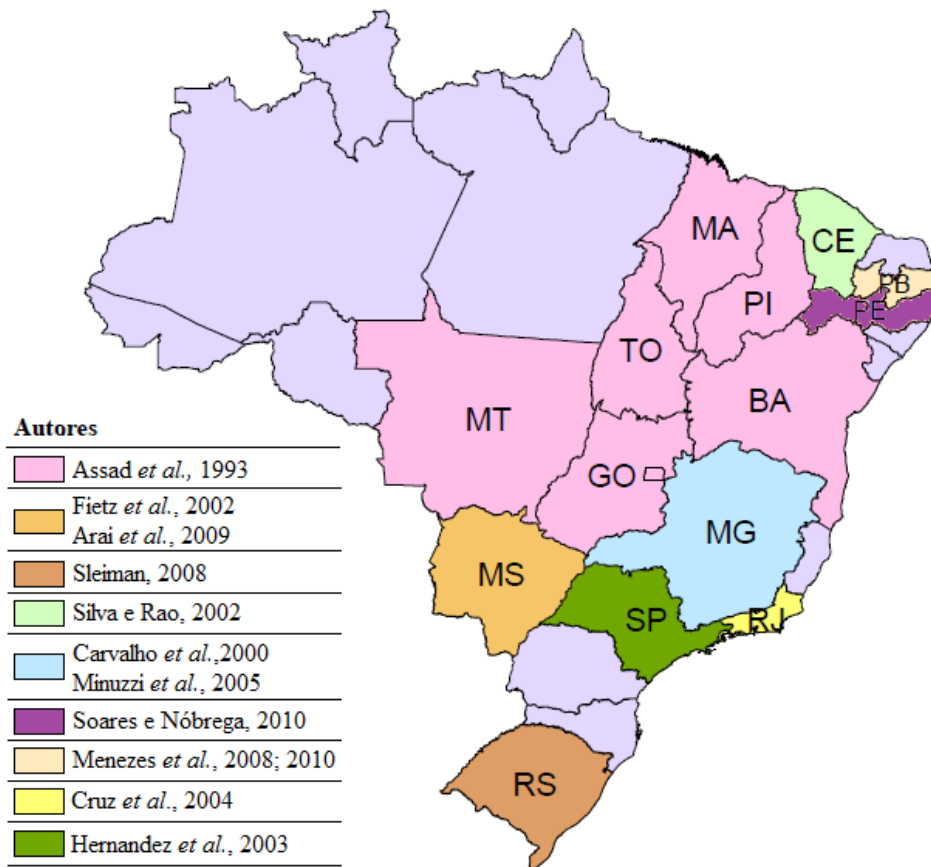 MA
CE
PB
PI
PE
TO
BA
MT
GO
MG
MS
SP
RJ
RS
Autores
Assad et al., 1993
Fietz et al., 2002
Arai et al., 2009
Sleiman, 2008
Silva e Rao, 2002
Carvalho et al.,2000
Minuzzi et al., 2005
Soares e Nóbrega, 2010
Menezes et al., 2008; 2010
Cruz et al., 2004
Hernandez et al., 2003